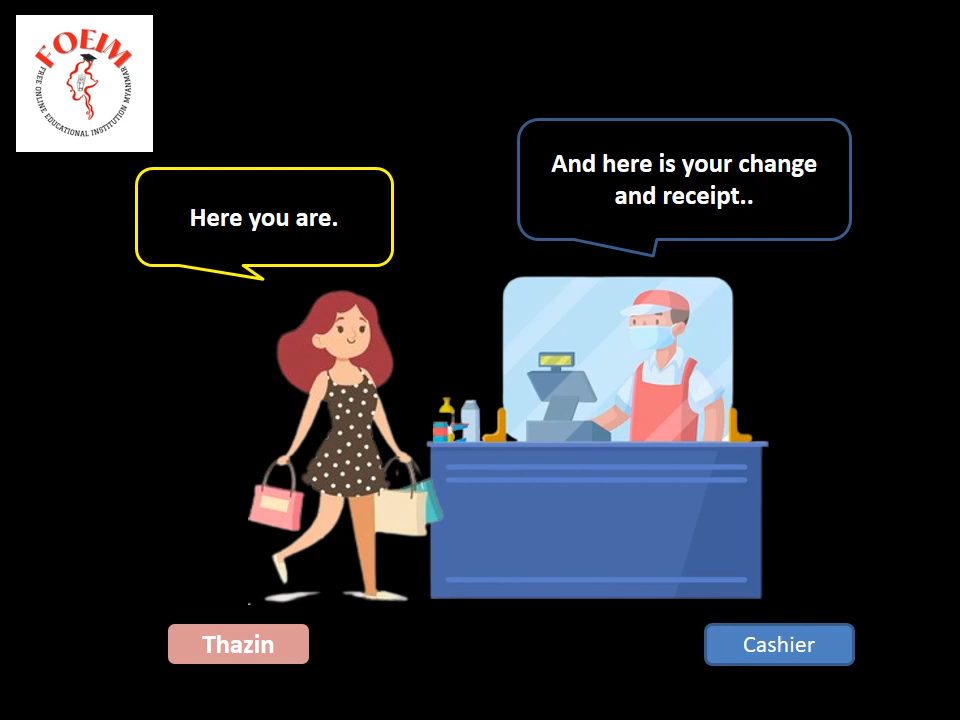 FOEIM
FREE ONLINE EDUCATIONAL INSTITUTION MYANMAR
Here you are.
And here is your change
and receipt..
Thazin
Cashier